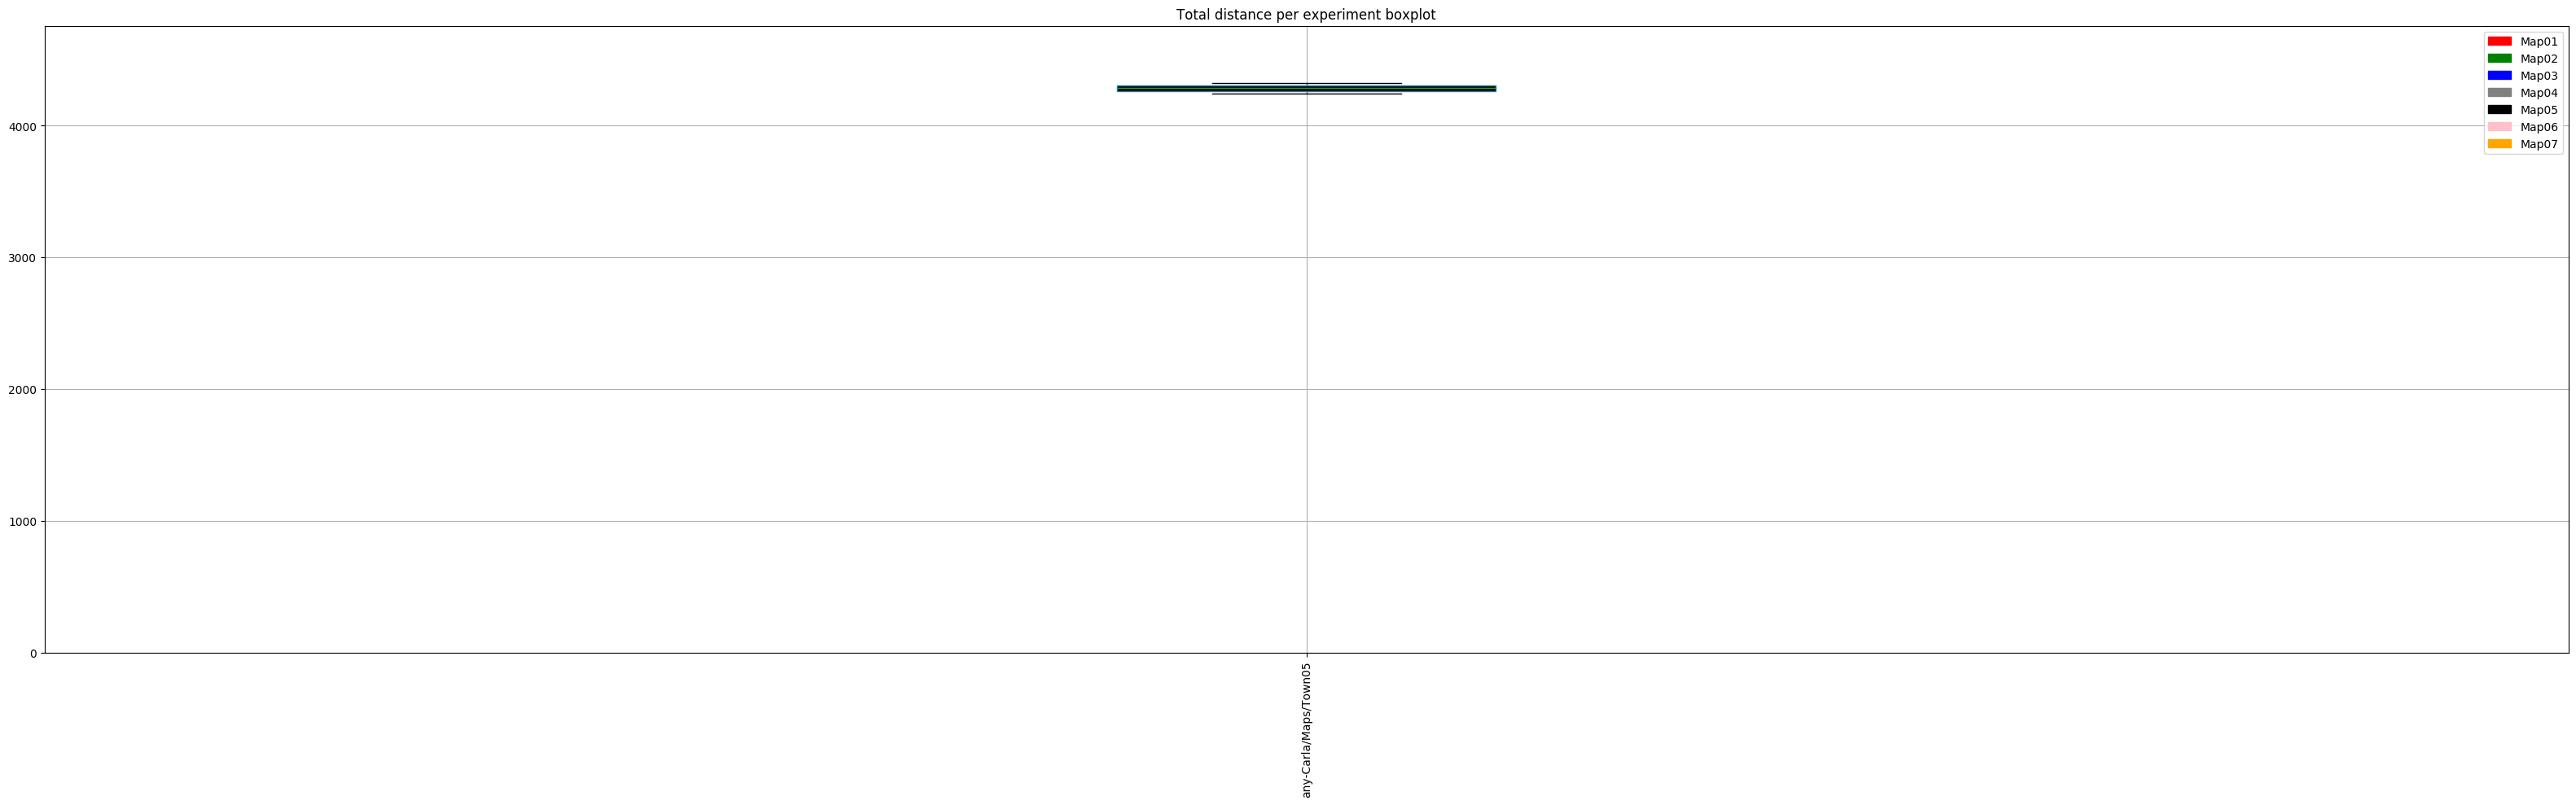 Total distance per experiment boxplot
Map01
Map02
Map03
Map04
Map05
Map06
Map07
4000
3000
2000
1000
0
any-Carla/Maps/Town05